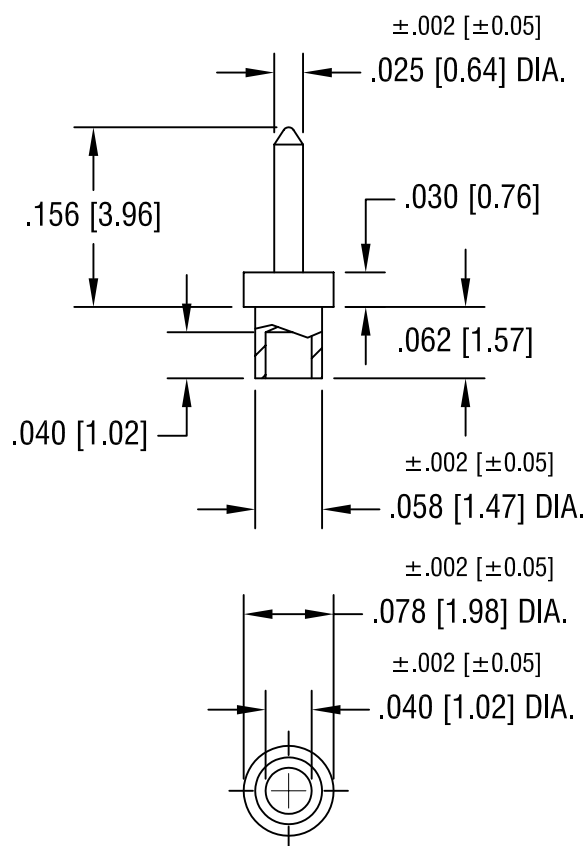 ±.002 [±0.05]
.025 [0.64] DIA.
.156 [3.96]
.030 [0.76]
.062 [1.57]
.040 [1.02]
±.002 [±0.05]
.058 [1.47] DIA.
±.002 [±0.05]
.078 [1.98] DIA.
±.002 [±0.05]
.040 [1.02] DIA.